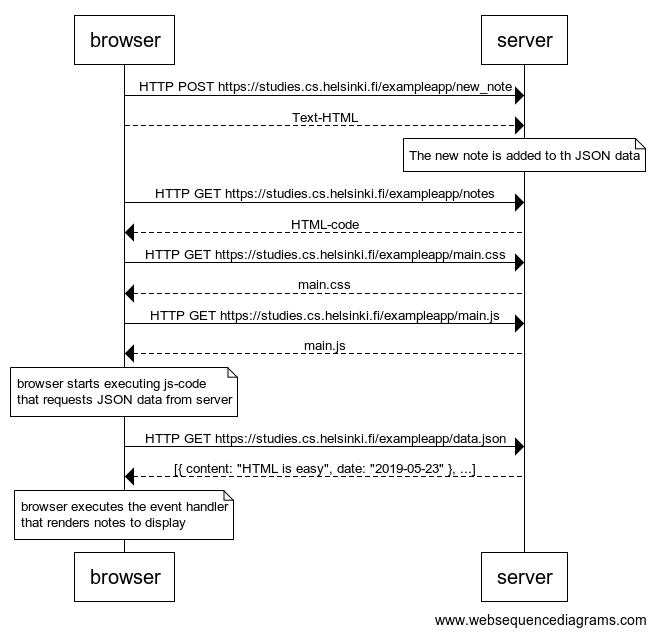 browser
server
HTTP POST https://studies.cs.helsinki.fi/exampleapp/new_note
Text-HTML
The new note is added to th JSON data
HTTP GET https://studies.cs.helsinki.fi/exampleapp/notes
HTML-code
HTTP GET https://studies.cs.helsinki.fi/exampleapp/main.css
main.css
HTTP GET https://studies.cs.helsinki.fi/exampleapp/main.js
main.js
browser starts executing js-code
that requests JSON data from server
HTTP GET https://studies.cs.helsinki.fi/exampleapp/data.json
[{ content: "HTML is easy", date: "2019-05-23" }, ...]
browser executes the event handler
that renders notes to display
browser
server
www.websequencediagrams.com